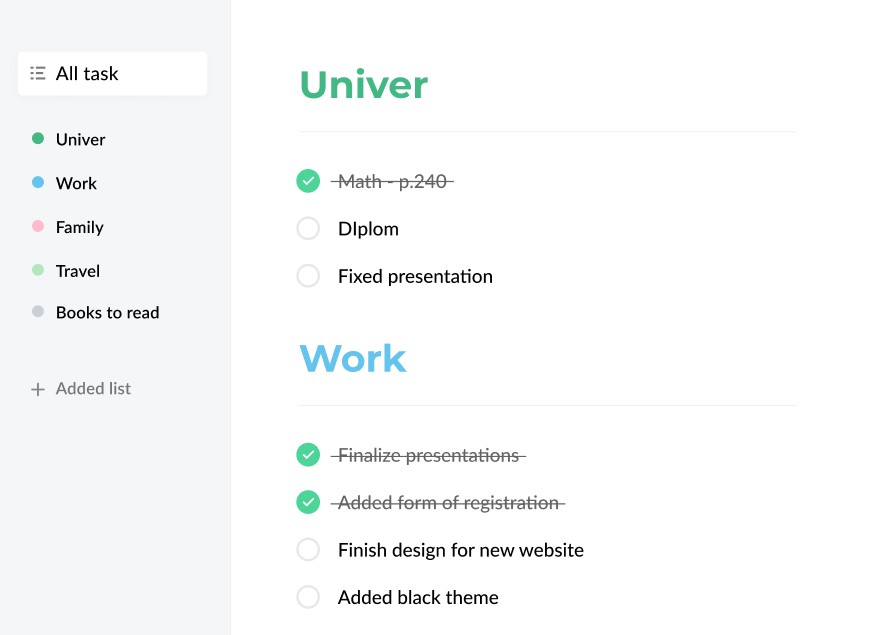 All task
Univer
Work
Family
Travel
Books to read
Added list
Univer
Math - p.240
DIplom
Fixed presentation
Work
Finalize presentations
Added form of registration
Finish design for new website
Added black theme